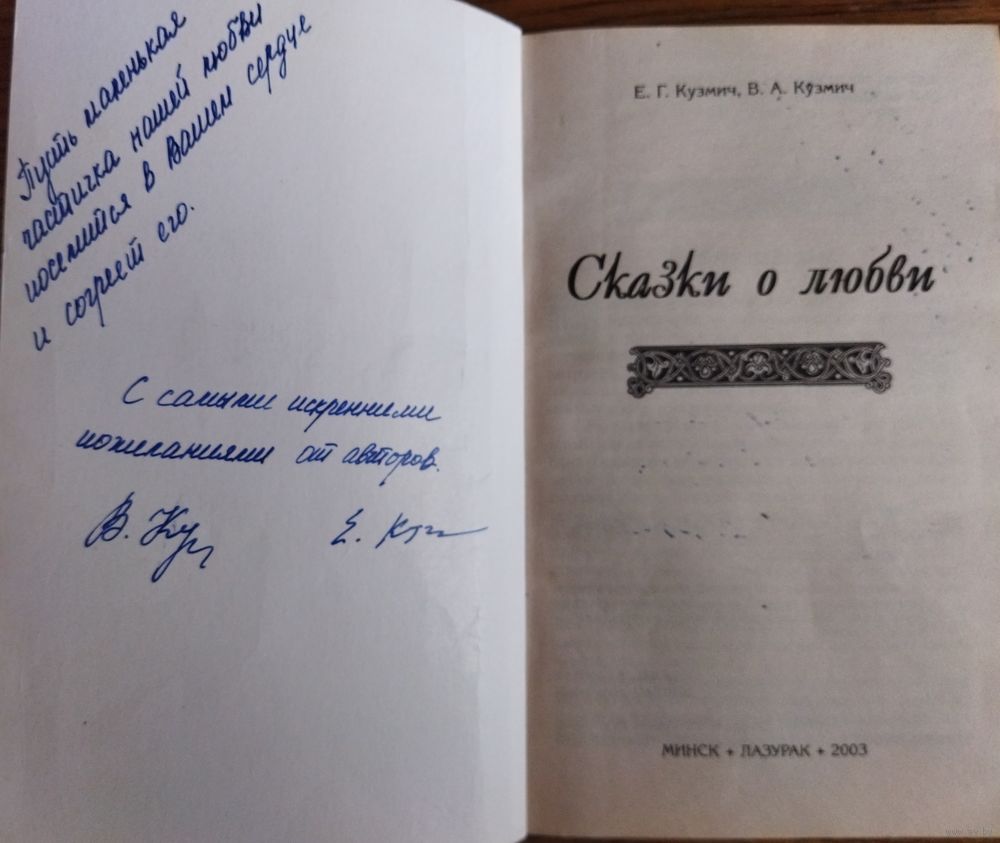 Пусть маленькая
частичка нашей любви
поселится в Вашем сердце
и согреет его.
С самыми искренними
пожеланиями от авторов.
Е. Г. Кузмич, В. А. Кузмич
Сказки о любви
МИНСК + ЛАЗУРАК + 2003